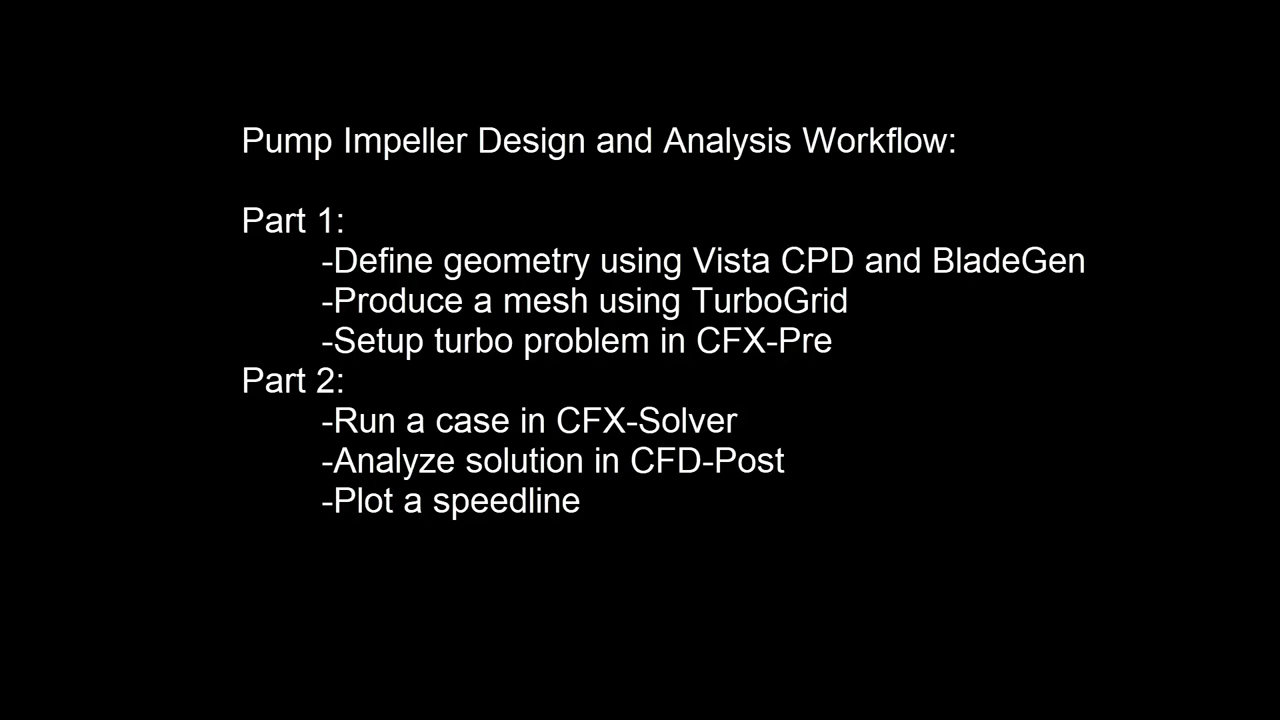 Pump Impeller Design and Analysis Workflow:
Part 1:
-Define geometry using Vista CPD and BladeGen
-Produce a mesh using TurboGrid
-Setup turbo problem in CFX-Pre
Part 2:
-Run a case in CFX-Solver
-Analyze solution in CFD-Post
-Plot a speedline